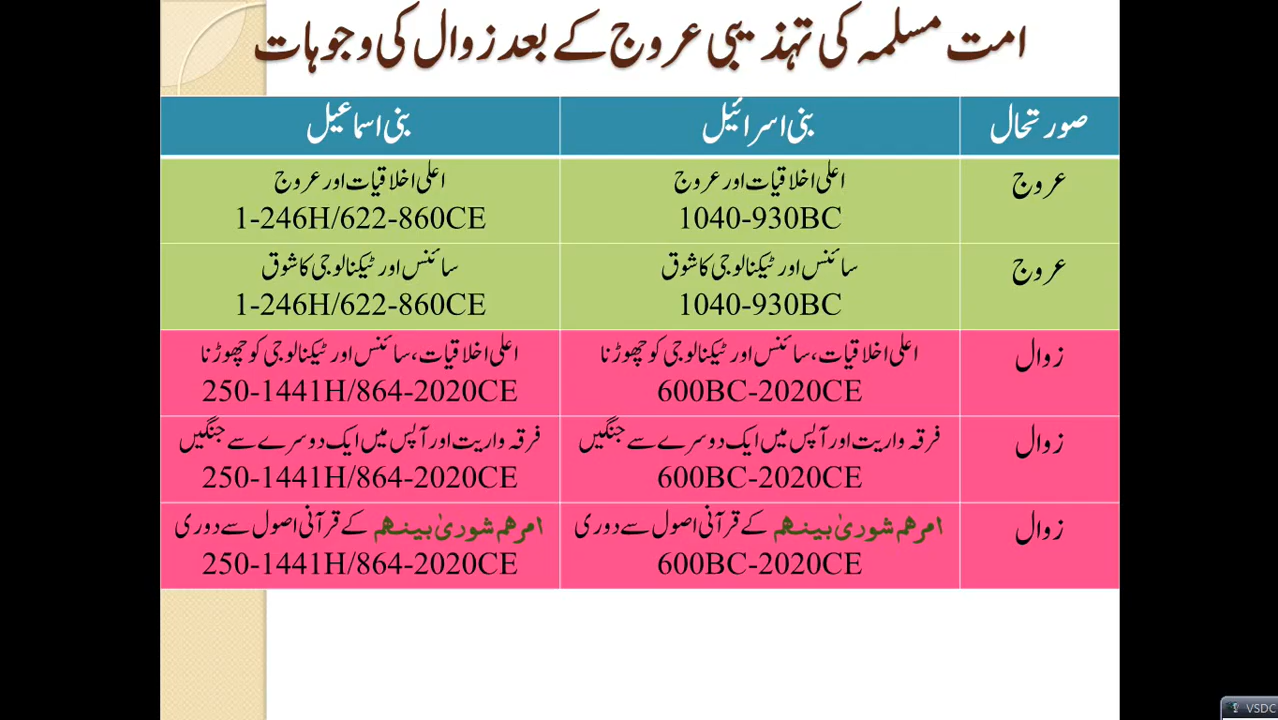 امت مسلمہ کی تہذیبی عروج کے بعد زوال کی وجوہات
صورتحال	بنی اسرائیل	بنی اسماعیل
عروج	اعلی اخلاقیات اور عروج	اعلی اخلاقیات اور عروج
1040-930BC	1-246H/622-860CE
عروج	سائنس اور ٹیکنالوجی کا شوق	سائنس اور ٹیکنالوجی کا شوق
1040-930BC	1-246H/622-860CE
زوال	اعلی اخلاقیات، سائنس اور ٹیکنالوجی کو چھوڑنا	اعلی اخلاقیات، سائنس اور ٹیکنالوجی کو چھوڑنا
600BC-2020CE	250-1441H/864-2020CE
زوال	فرقہ واریت اور آپس میں ایک دوسرے سے جنگیں	فرقہ واریت اور آپس میں ایک دوسرے سے جنگیں
600BC-2020CE	250-1441H/864-2020CE
زوال	امرھم شوریٰ بینھم کے قرآنی اصول سے دوری	امرھم شوریٰ بینھم کے قرآنی اصول سے دوری
600BC-2020CE	250-1441H/864-2020CE
VSDC